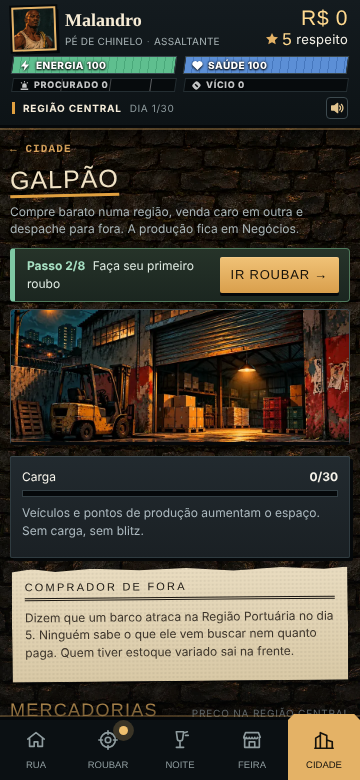 Malandro
PÉ DE CHINELO · ASSALTANTE
R$ 0
5 respeito
ENERGIA 100
SAÚDE 100
PROCURADO 0
VÍCIO 0
REGIÃO CENTRAL DIA 1/30
← CIDADE
GALPÃO
Compre barato numa região, venda caro em outra e
despache para fora. A produção fica em Negócios.
Passo 2/8 Faça seu primeiro
roubo
IR ROUBAR →
Carga 0/30
Veículos e pontos de produção aumentam o espaço.
Sem carga, sem blitz.
COMPRADOR DE FORA
Dizem que um barco atraca na Região Portuária no dia
5. Ninguém sabe o que ele vem buscar nem quanto
paga. Quem tiver estoque variado sai na frente.
MERCADORIAS PREÇO NA REGIÃO CENTRAL
RUA
ROUBAR
NOITE
FEIRA
CIDADE